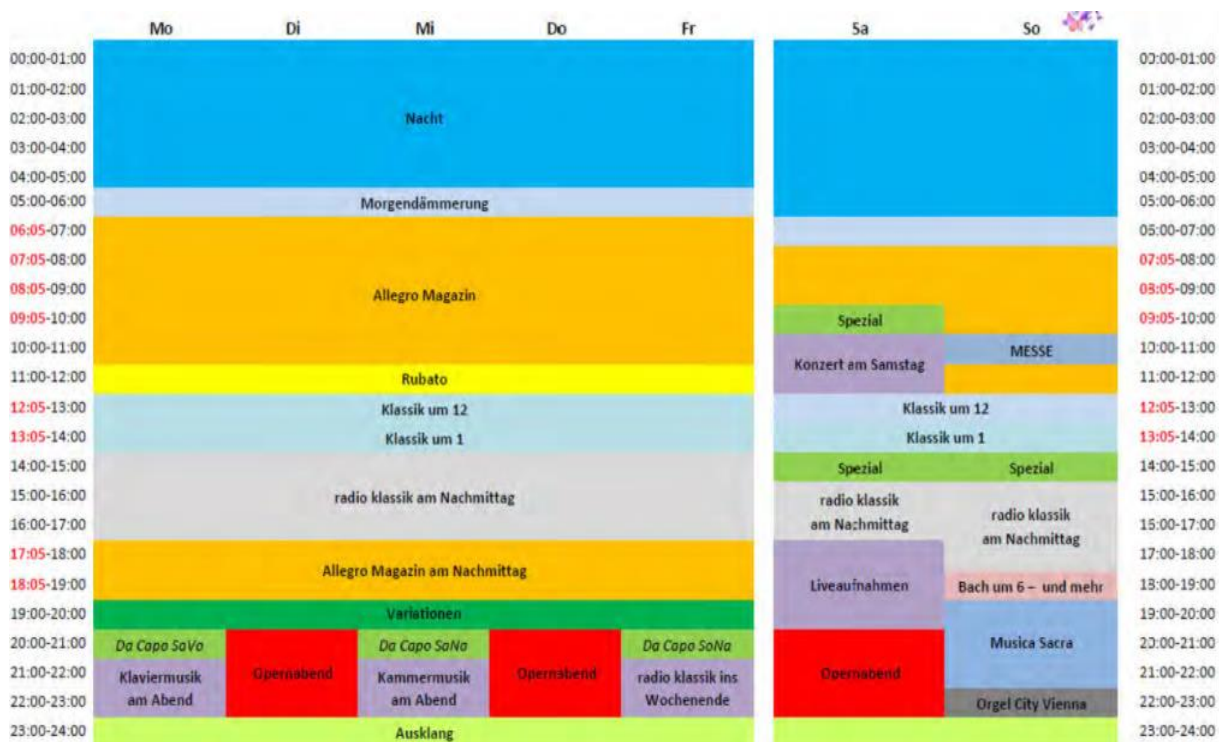 Mo Di Mi Do Fr Sa So
00:00-01:00 00:00-01:00
01:00-02:00 01:00-02:00
02:00-03:00 Nacht 02:00-03:00
03:00-04:00 03:00-04:00
04:00-05:00 04:00-05:00
05:00-06:00 Morgendämmerung 05:00-06:00
06:05-07:00 06:00-07:00
07:05-08:00 07:05-08:00
08:05-09:00 Allegro Magazin 08:05-09:00
09:05-10:00 Spezial 09:05-10:00
10:00-11:00 Konzert am Samstag MESSE 10:00-11:00
11:00-12:00 Rubato 11:00-12:00
12:05-13:00 Klassik um 12 Klassik um 12 12:05-13:00
13:05-14:00 Klassik um 1 Klassik um 1 13:05-14:00
14:00-15:00 Spezial Spezial 14:00-15:00
15:00-16:00 radio klassik am Nachmittag radio klassik radio klassik 15:00-16:00
16:00-17:00 am Nachmittag am Nachmittag 16:00-17:00
17:05-18:00 Allegro Magazin am Nachmittag 17:00-18:00
18:05-19:00 Liveaufnahmen Bach um 6 – und mehr 18:00-19:00
19:00-20:00 Variationen 19:00-20:00
20:00-21:00 Da Capo SaVo Da Capo SaNa Da Capo SoNa Musica Sacra 20:00-21:00
21:00-22:00 Klaviermusik Opernabend Kammermusik Opernabend radio klassik ins Opernabend 21:00-22:00
22:00-23:00 am Abend am Abend Wochenende Orgel City Vienna 22:00-23:00
23:00-24:00 Ausklang 23:00-24:00